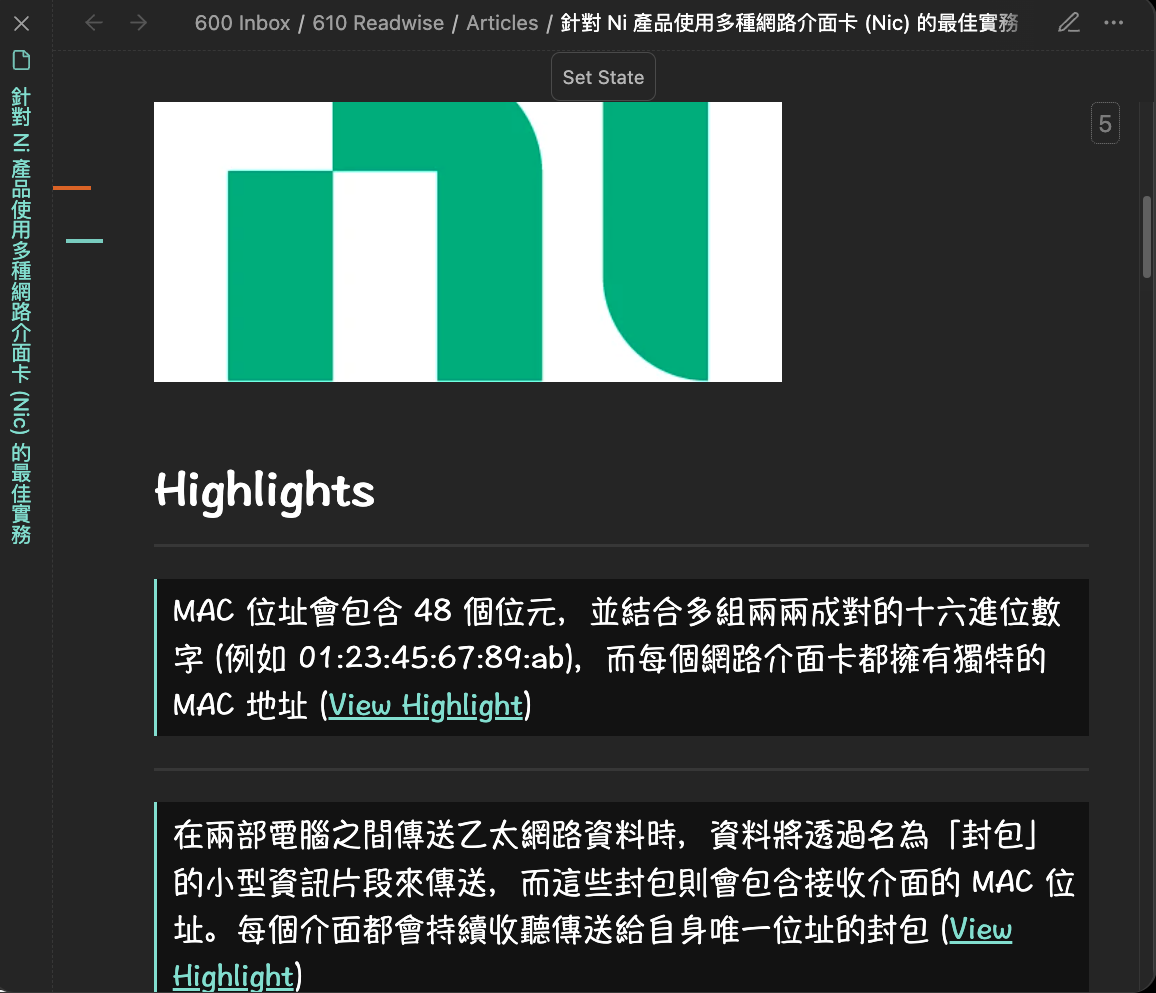 600 Inbox / 610 Readwise / Articles / 針對 Ni 產品使用多種網路介面卡 (Nic) 的最佳實務
針對 Ni 產品使用多種網路介面卡 (Nic) 的最佳實務
Set State
5
Highlights
MAC 位址會包含 48 個位元，並結合多組兩兩成對的十六進位數
字 (例如 01:23:45:67:89:ab)，而每個網路介面卡都擁有獨特的
MAC 地址 (View Highlight)
在兩部電腦之間傳送乙太網路資料時，資料將透過名為「封包」
的小型資訊片段來傳送，而這些封包則會包含接收介面的 MAC 位
址。每個介面都會持續收聽傳送給自身唯一位址的封包 (View
Highlight)